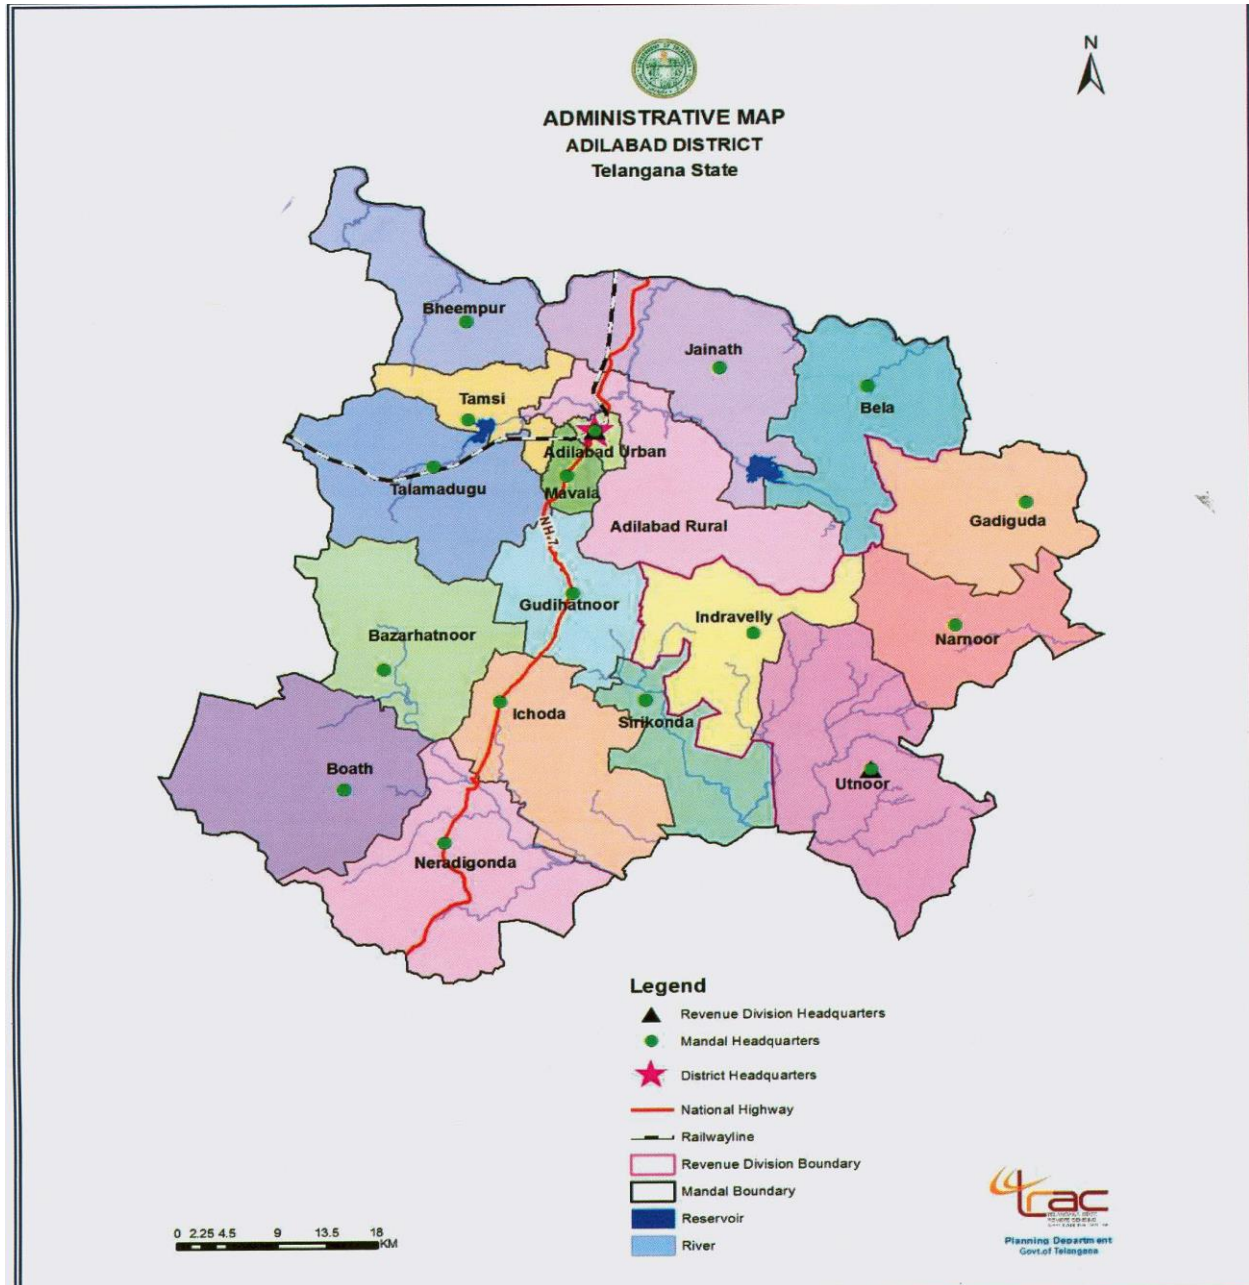 N
ADMINISTRATIVE MAP
ADILABAD DISTRICT
Telangana State
Bheempur
Jainath
Tamsi
Bela
Adilabad Urban
Talamadugu
Mavala
Gadiguda
NH-7
Adilabad Rural
Gudihatnoor
Indravelly
Bazarhatnoor
Narnoor
Ichoda
Sirikonda
Boath
Utnoor
Neradigonda
Legend
Revenue Division Headquarters
Mandal Headquarters
District Headquarters
National Highway
Railwayline
Revenue Division Boundary
Mandal Boundary
Reservoir
River
0 2.25 4.5 9 13.5 18
KM
trac
Planning Department
Govt.of Telangana